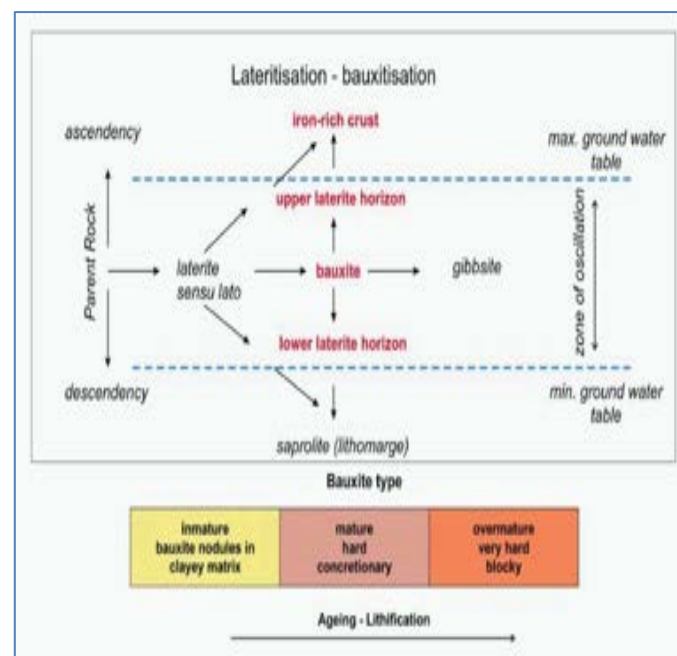 Lateritisation - bauxitisation
iron-rich crust
ascendency
max. ground water
table
upper laterite horizon
Parent Rock
laterite
sensu lato
bauxite
gibbsite
zone of oscillation
lower laterite horizon
descendency
min. ground water
table
saprolite (lithomarge)
Bauxite type
inmature
bauxite nodules in
clayey matrix
mature
hard
concretionary
overmature
very hard
blocky
Ageing - Lithification